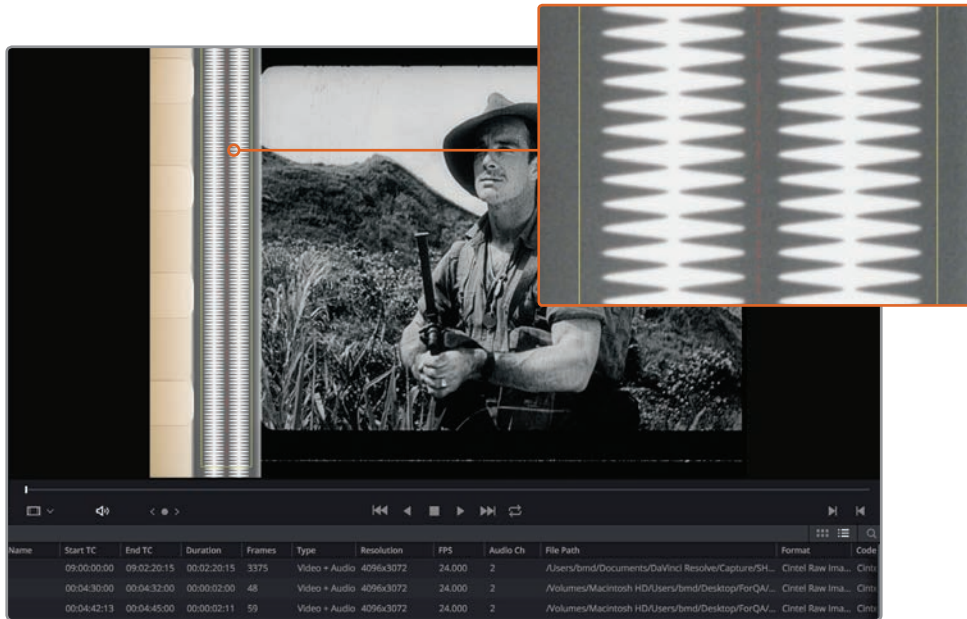 Name Start TC End TC Duration Frames Type Resolution FPS Audio Ch File Path Format Code
09:00:00:00 09:02:20:15 00:02:20:15 3375 Video + Audio 4096x3072 24.000 2 /Users/bmd/Documents/DaVinci Resolve/Capture/SH... Cintel Raw Ima... Cinte
00:04:30:00 00:04:32:00 00:00:02:00 48 Video + Audio 4096x3072 24.000 2 /Volumes/Macintosh HD/Users/bmd/Desktop/ForQA/... Cintel Raw Ima... Cinte
00:04:42:13 00:04:45:00 00:00:02:11 59 Video + Audio 4096x3072 24.000 2 /Volumes/Macintosh HD/Users/bmd/Desktop/ForQA/... Cintel Raw Ima... Cinte